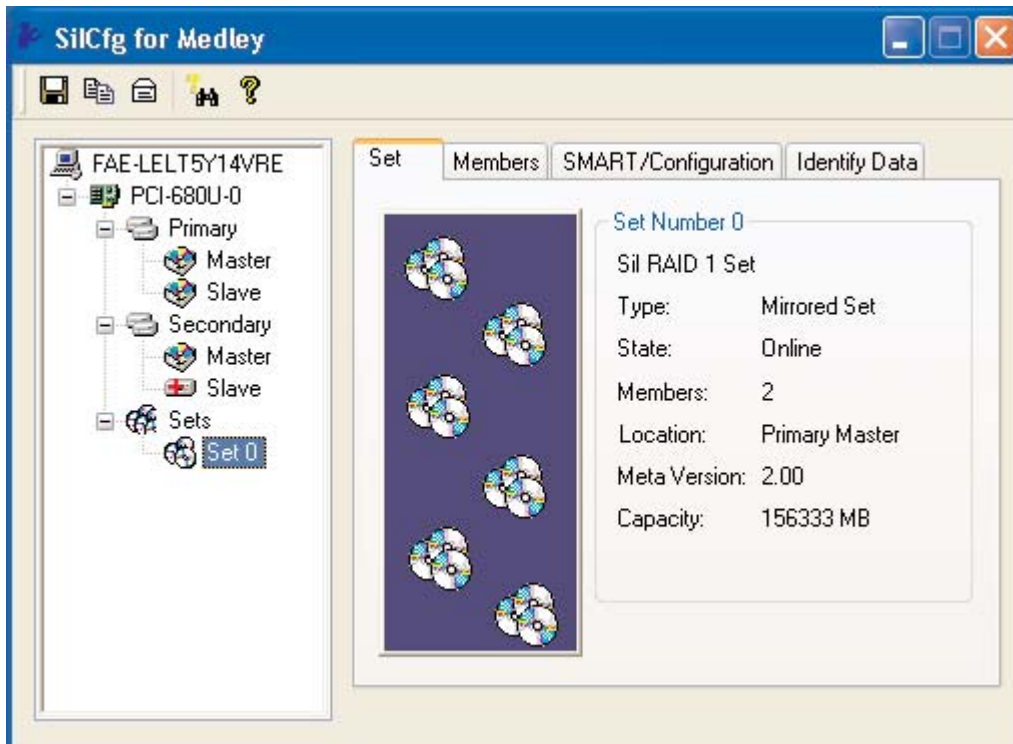 SilCfg for Medley
FAE-LELT5Y14VRE
PCI-680U-0
Primary
Master
Slave
Secondary
Master
Slave
Sets
Set 0
Set Members SMART/Configuration Identify Data
Set Number 0
Sil RAID 1 Set
Type: Mirrored Set
State: Online
Members: 2
Location: Primary Master
Meta Version: 2.00
Capacity: 156333 MB